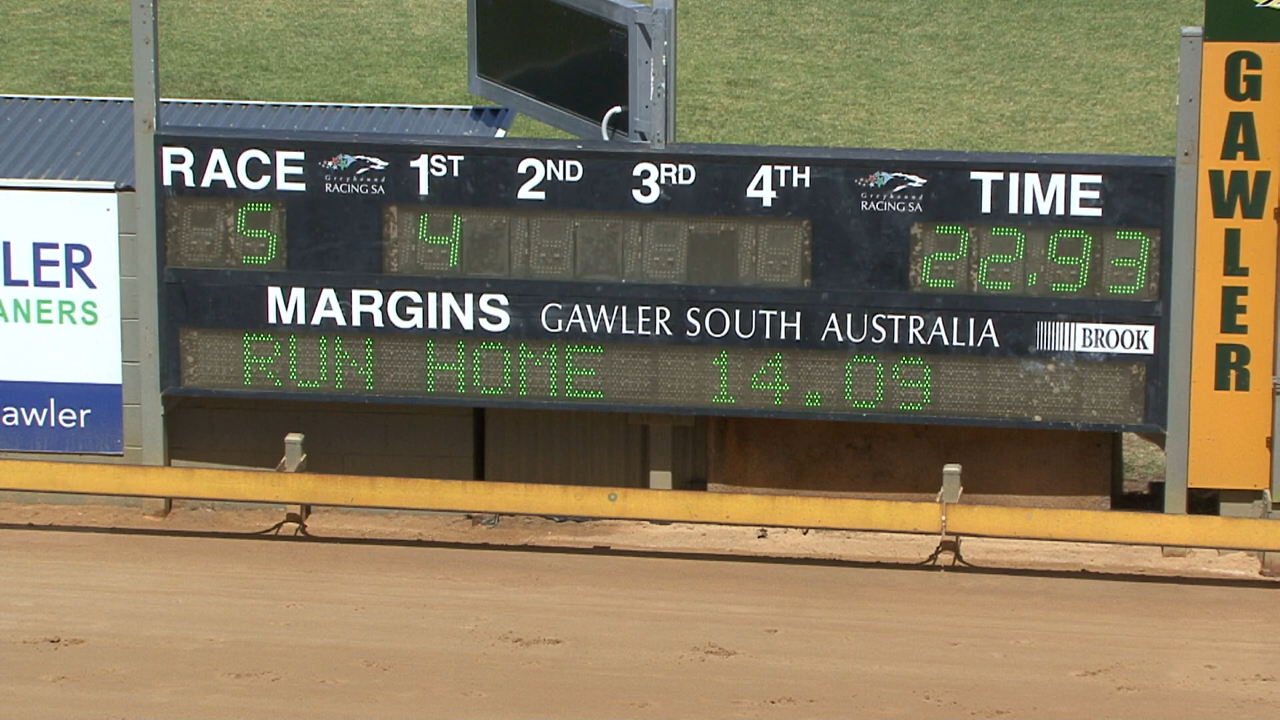 RACE Greyhound RACING SA 1ST 2ND 3RD 4TH Greyhound RACING SA TIME
5 4 22.93
MARGINS GAWLER SOUTH AUSTRALIA BROOK
RUN HOME 14.09
LER
ANERS
awler
GAWLER